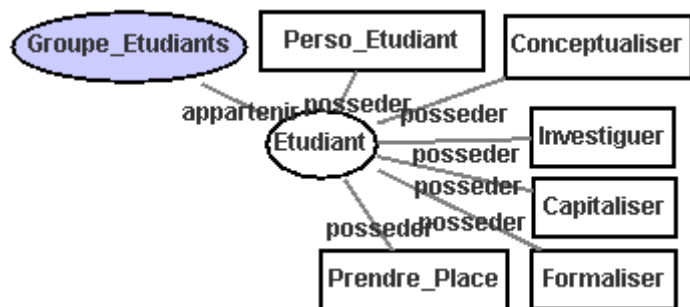 Groupe_Etudiants
Perso_Etudiant
Conceptualiser
appartenir
posseder
posseder
Etudiant
Investiguer
posseder
posseder
Capitaliser
posseder
posseder
Prendre_Place
Formaliser